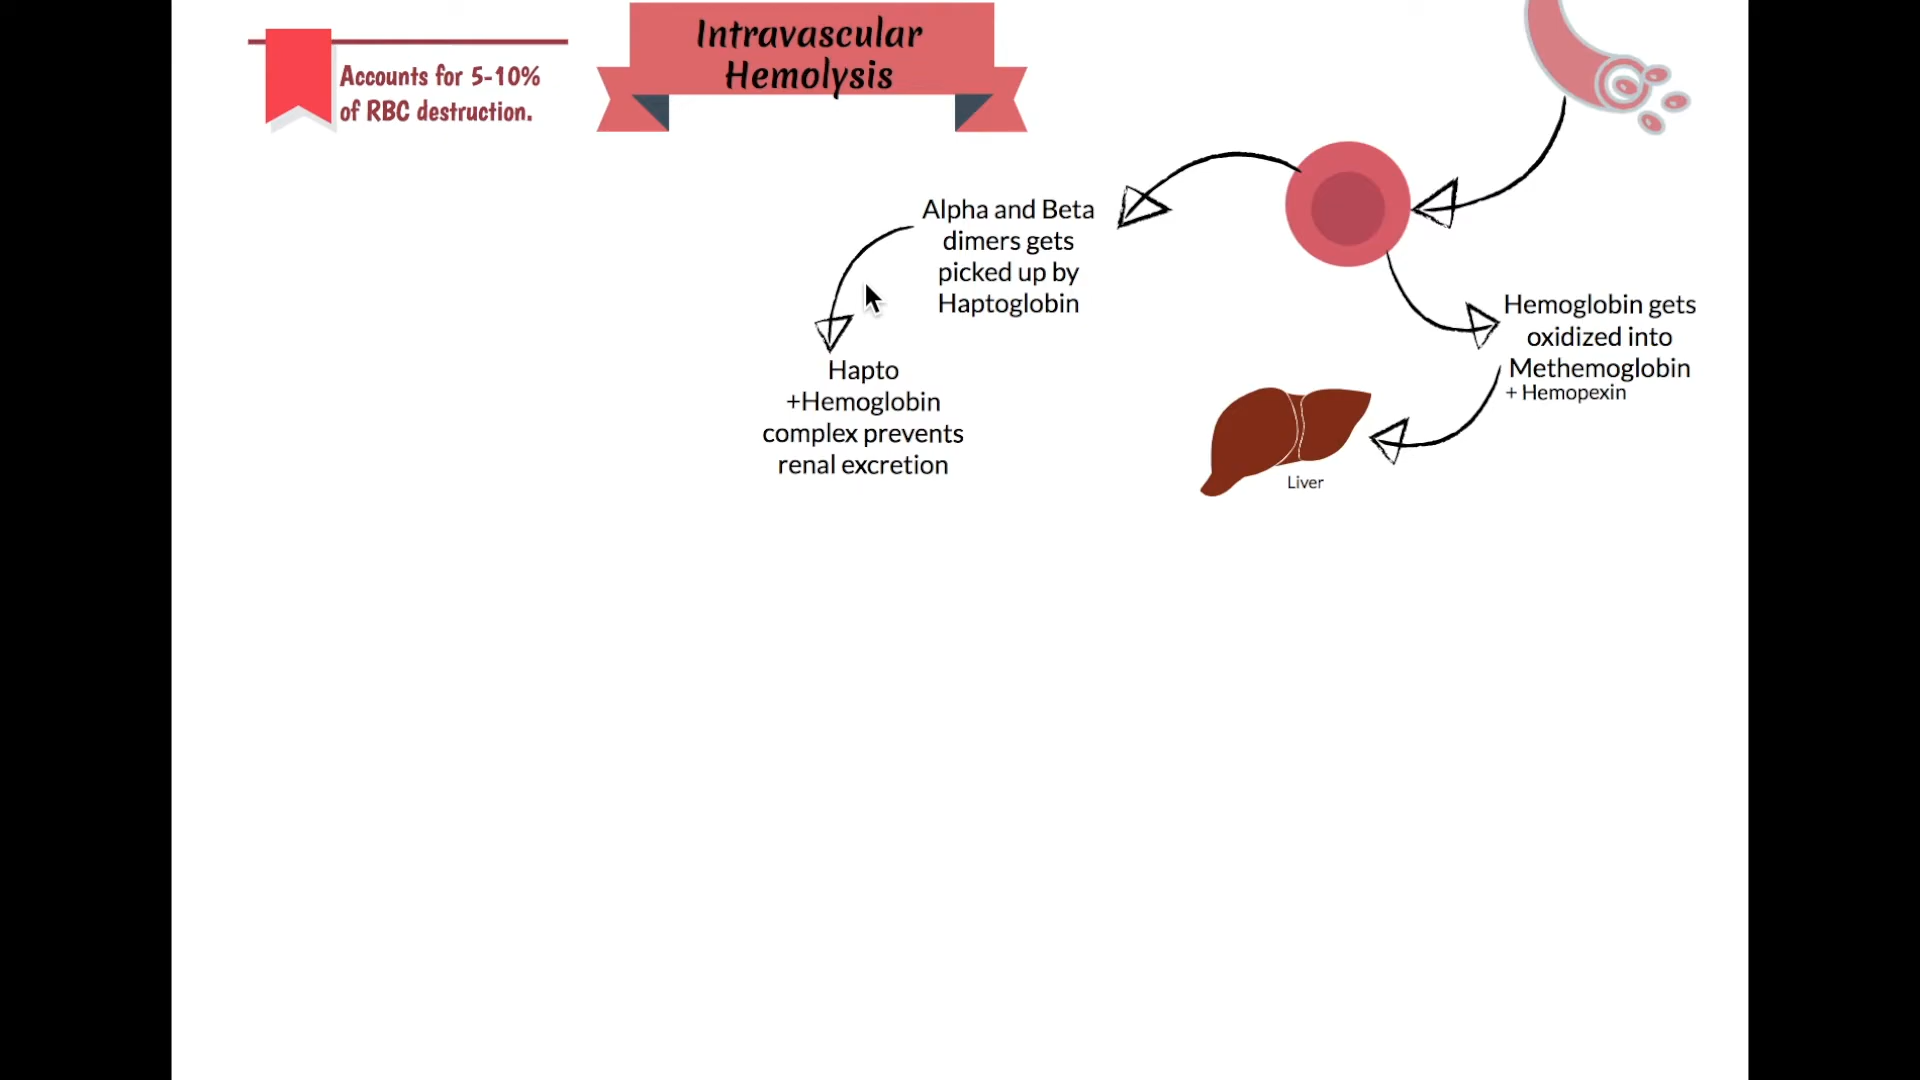 Intravascular
Hemolysis
Accounts for 5-10%
of RBC destruction.
Alpha and Beta
dimers gets
picked up by
Haptoglobin
Hapto
+Hemoglobin
complex prevents
renal excretion
Hemoglobin gets
oxidized into
Methemoglobin
+ Hemopexin
Liver